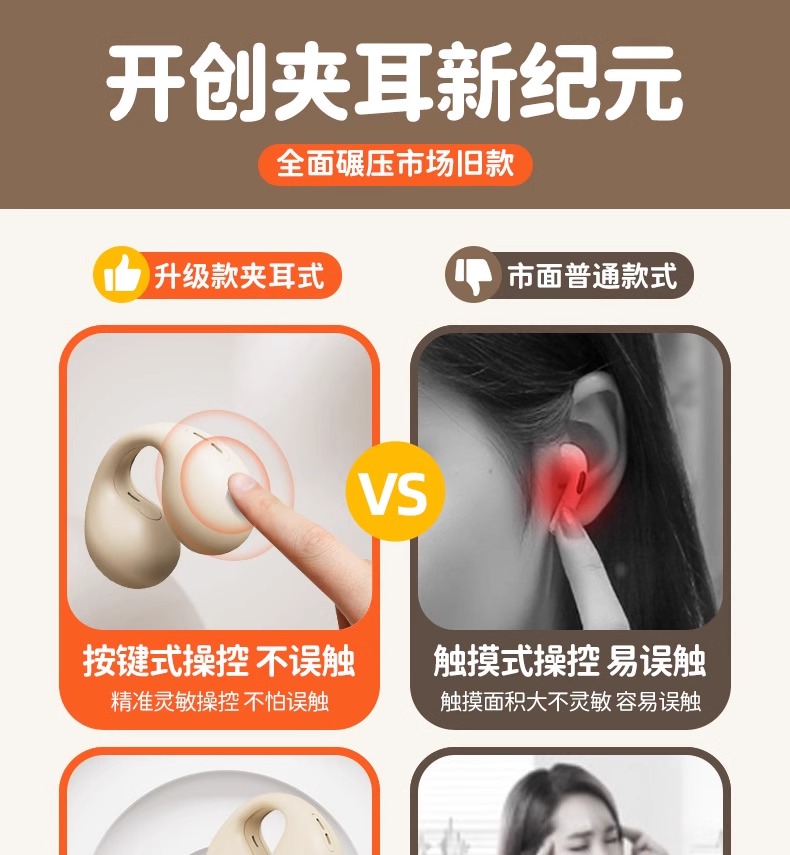 开创夹耳新纪元
全面碾压市场旧款
升级款夹耳式
市面普通款式
VS
按键式操控 不误触
精准灵敏操控 不怕误触
触摸式操控 易误触
触摸面积大不灵敏 容易误触